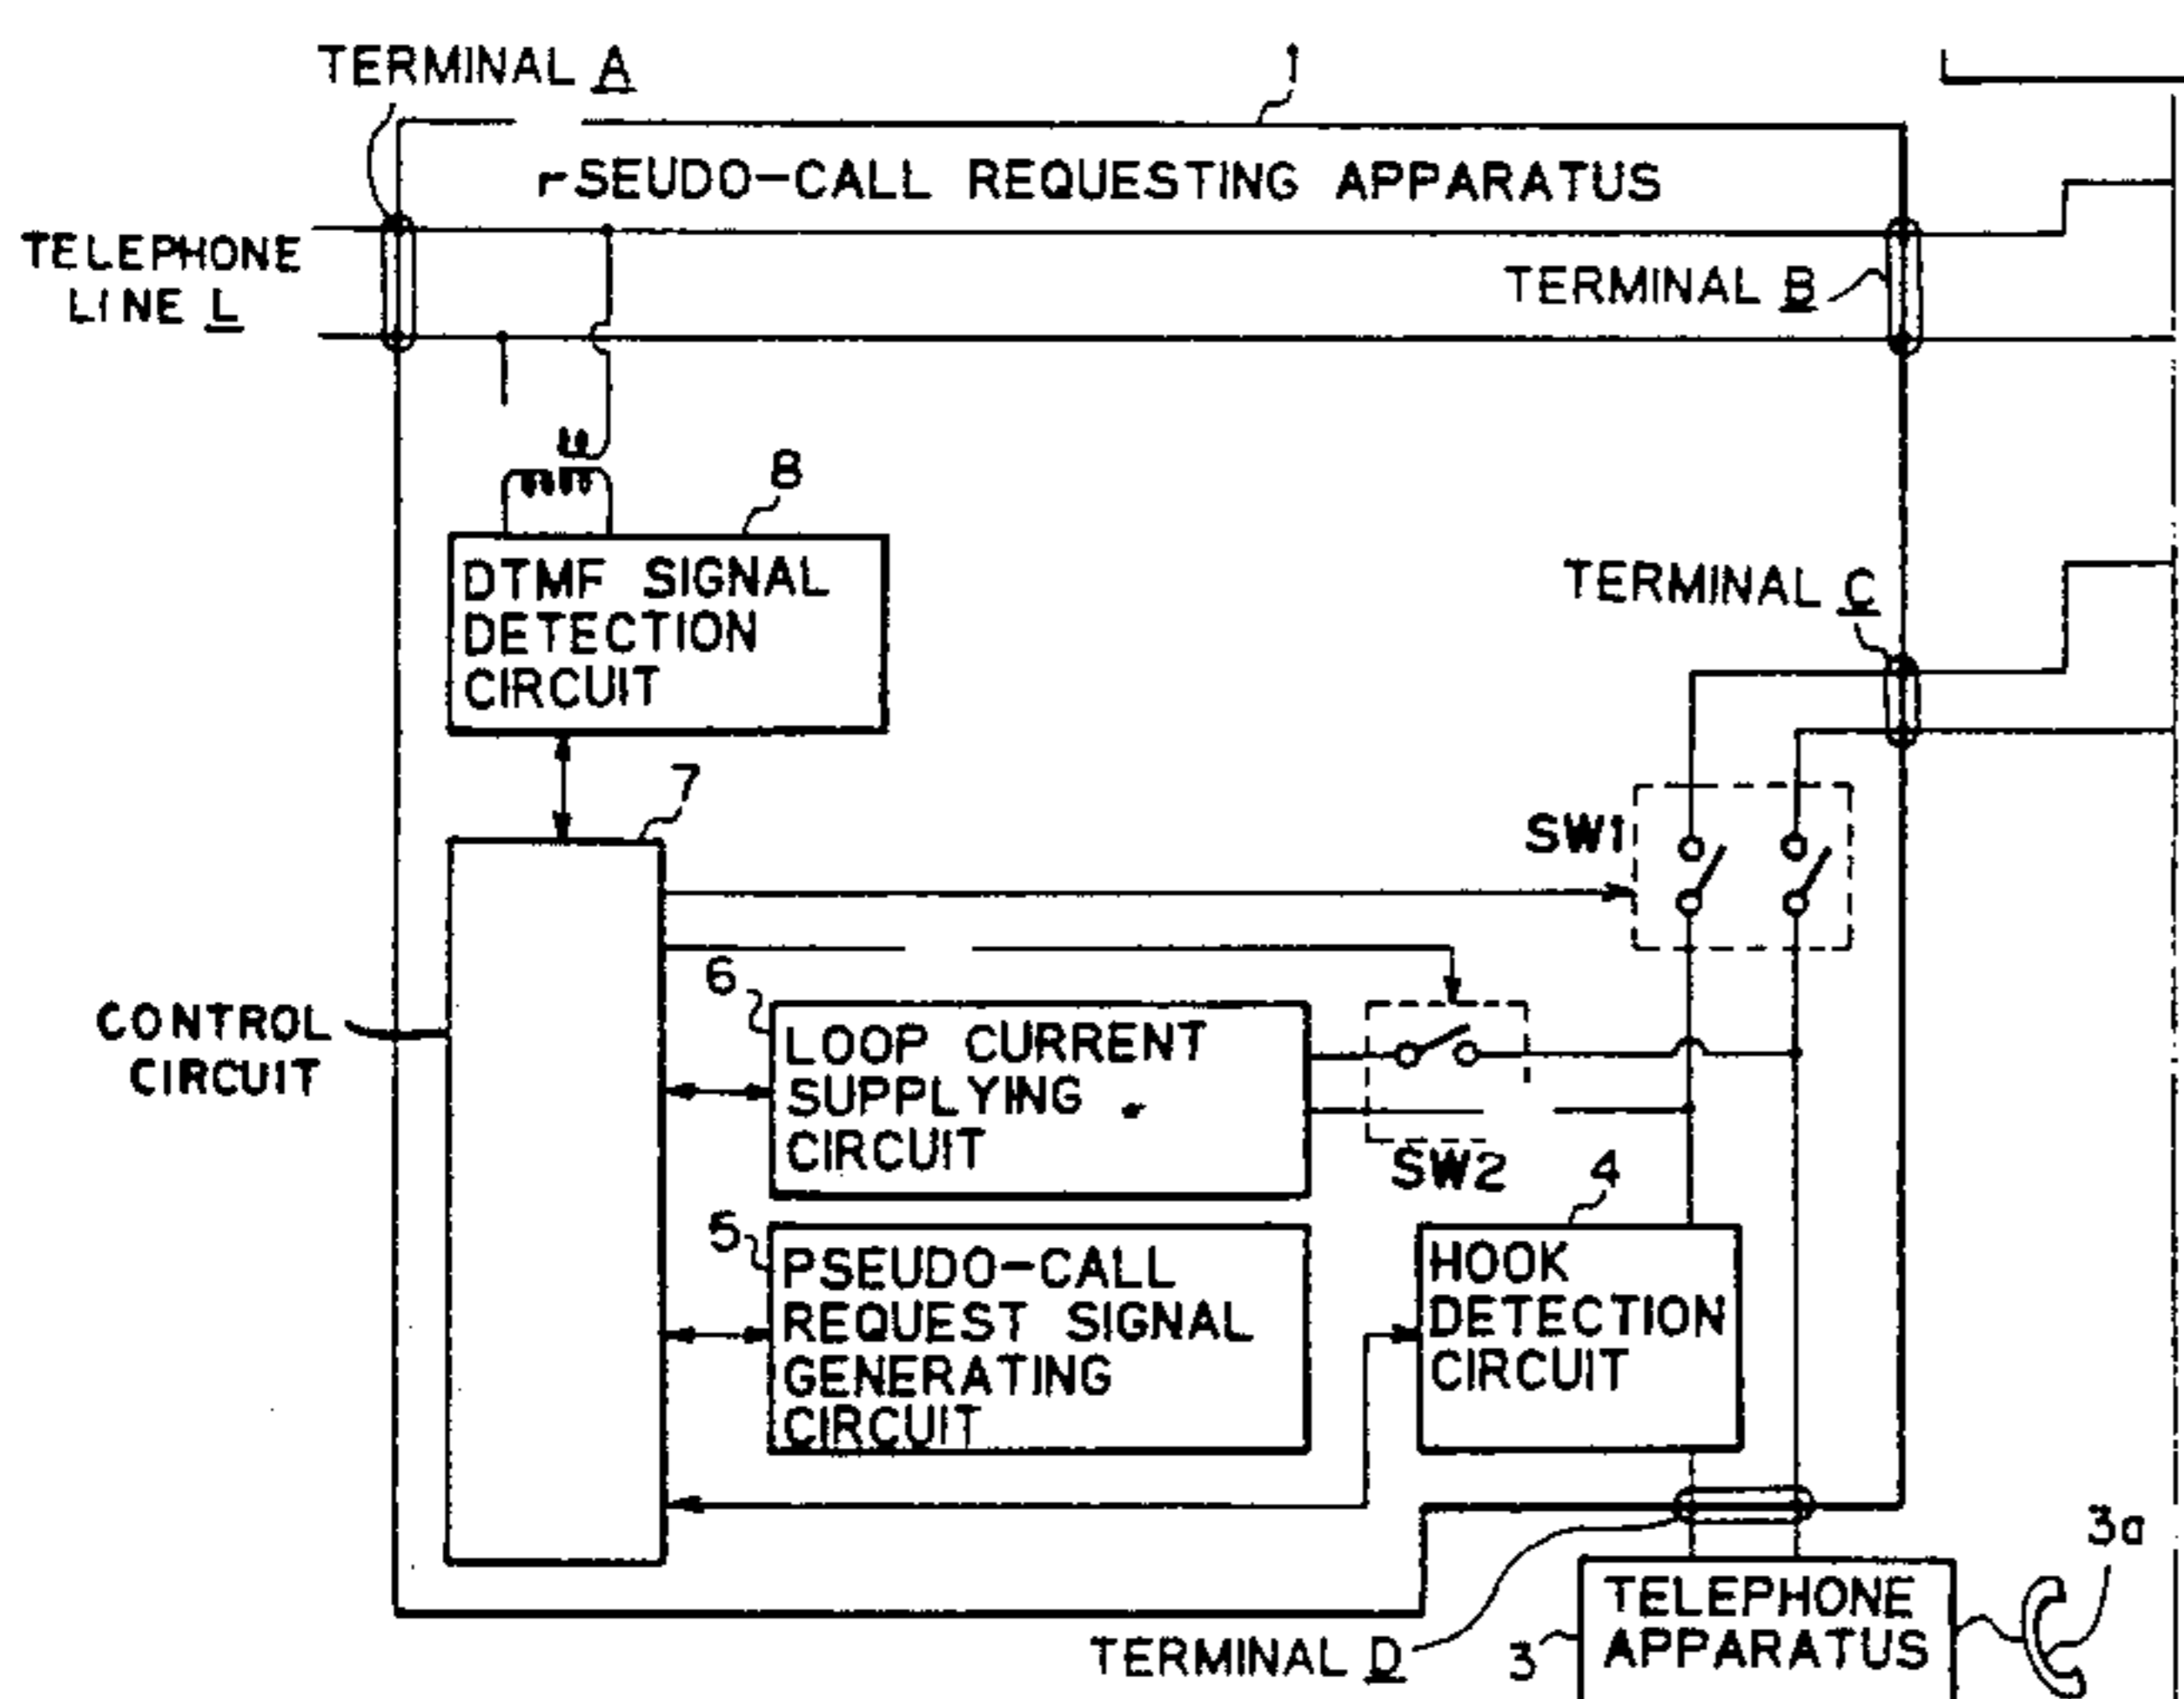 TERMINAL A
1
SEUDO-CALL REQUESTING APPARATUS
TELEPHONE
LINE L
TERMINAL B
8
DTMF SIGNAL
DETECTION
CIRCUIT
TERMINAL C
7
SW1
6
LOOP CURRENT
SUPPLYING
CIRCUIT
CONTROL
CIRCUIT
SW2
4
5
PSEUDO-CALL
REQUEST SIGNAL
GENERATING
CIRCUIT
HOOK
DETECTION
CIRCUIT
3a
TELEPHONE
APPARATUS
TERMINAL D
3